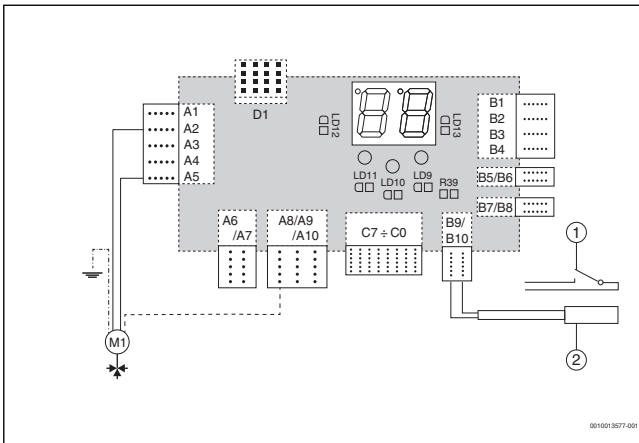 D1
88
LD12
LD13
LD11
LD10
LD9
R39
A1
A2
A3
A4
A5
B1
B2
B3
B4
B5/B6
B7/B8
A6
/A7
A8/A9
/A10
C7 ÷ C0
B9/
B10
1
2
M1
0010013577-001